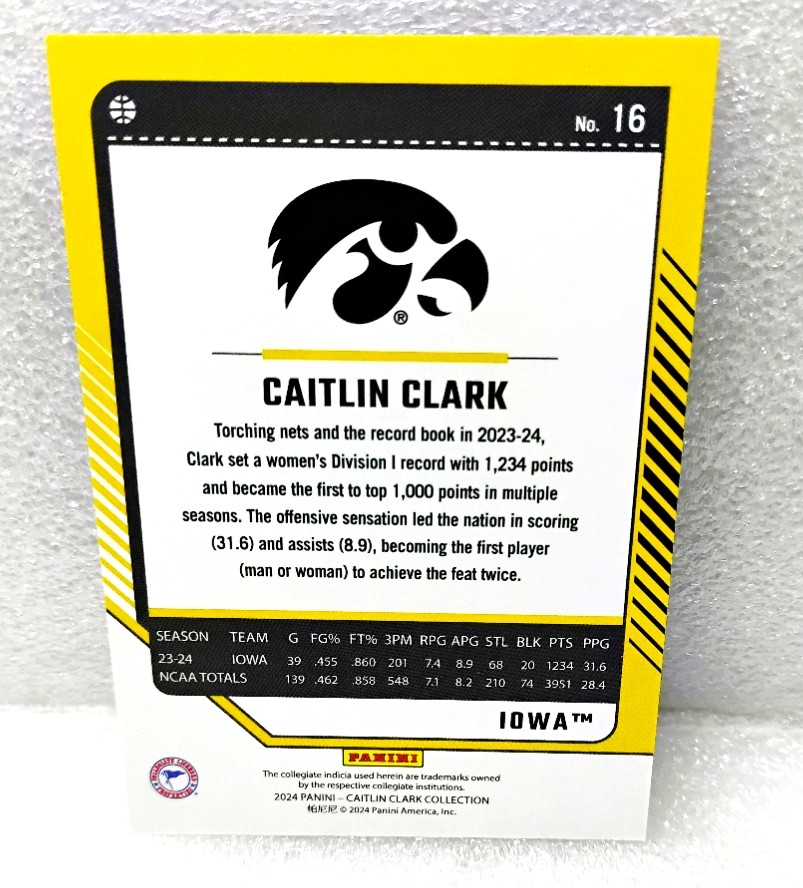 No. 16
®
CAITLIN CLARK
Torching nets and the record book in 2023-24,
Clark set a women's Division I record with 1,234 points
and became the first to top 1,000 points in multiple
seasons. The offensive sensation led the nation in scoring
(31.6) and assists (8.9), becoming the first player
(man or woman) to achieve the feat twice.
SEASON TEAM G FG% FT% 3PM RPG APG STL BLK PTS PPG
23-24 IOWA 39 .455 .860 201 7.4 8.9 68 20 1234 31.6
NCAA TOTALS 139 .462 .858 548 7.1 8.2 210 74 3951 28.4
IOWA™
PANINI
The collegiate indicia used herein are trademarks owned
by the respective collegiate institutions.
2024 PANINI – CAITLIN CLARK COLLECTION
帕尼尼 © 2024 Panini America, Inc.
COLLEGIATE LICENSED
PRODUCT